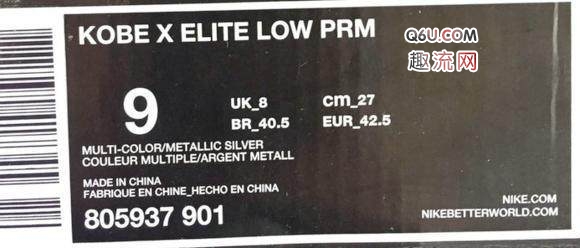 KOBE X ELITE LOW PRM
Q6U.COM
趣流网
9
UK_8
cm_27
BR_40.5
EUR_42.5
MULTI-COLOR/METALLIC SILVER
COULEUR MULTIPLE/ARGENT METALL
MADE IN CHINA
FABRIQUE EN CHINE_HECHO EN CHINA
805937 901
NIKE.COM
NIKEBETTERWORLD.COM